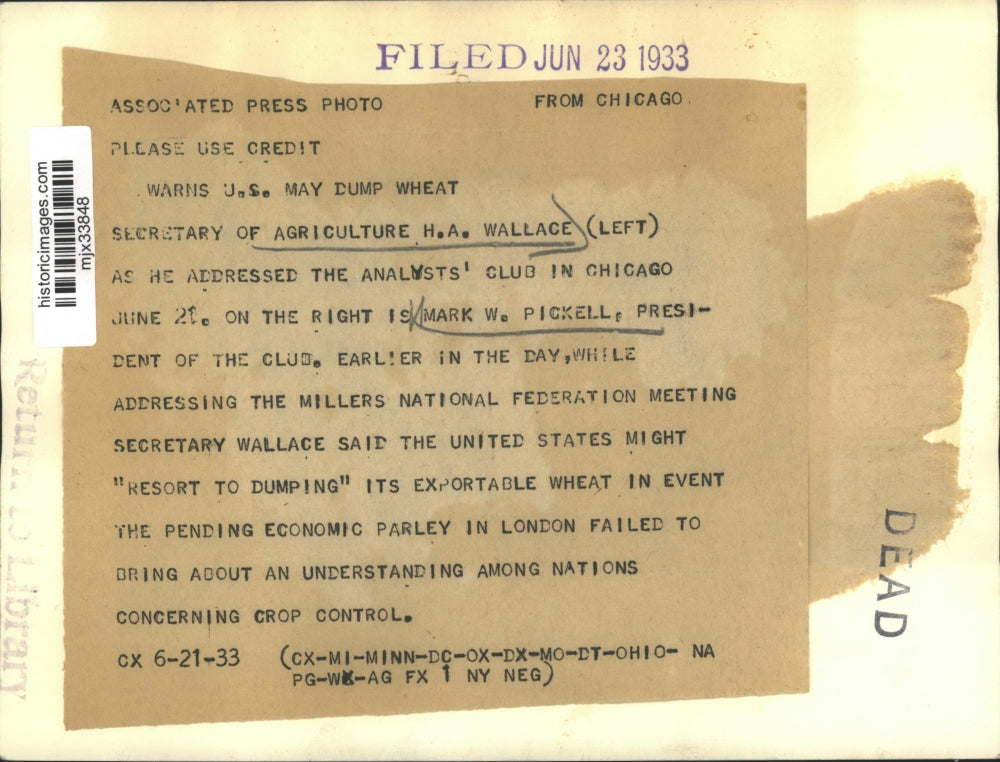 FILED JUN 23 1933
ASSOC'ATED PRESS PHOTO FROM CHICAGO.
PLEASE USE CREDIT
WARNS U.S. MAY DUMP WHEAT
SECRETARY OF AGRICULTURE H.A. WALLACE (LEFT)
AS HE ADDRESSED THE ANALYSTS' CLUB IN CHICAGO
JUNE 21. ON THE RIGHT IS MARK W. PICKELL, PRESI-
DENT OF THE CLUB. EARLIER IN THE DAY, WHILE
ADDRESSING THE MILLERS NATIONAL FEDERATION MEETING
SECRETARY WALLACE SAID THE UNITED STATES MIGHT
"RESORT TO DUMPING" ITS EXPORTABLE WHEAT IN EVENT
THE PENDING ECONOMIC PARLEY IN LONDON FAILED TO
BRING ABOUT AN UNDERSTANDING AMONG NATIONS
CONCERNING CROP CONTROL.
CX 6-21-33 (CX-MI-MINN-DC-OX-DX-MO-DT-OHIO- NA
PG-WK-AG FX 1 NY NEG)
historicimages.com
mjx33848
Return to Library
DEAD